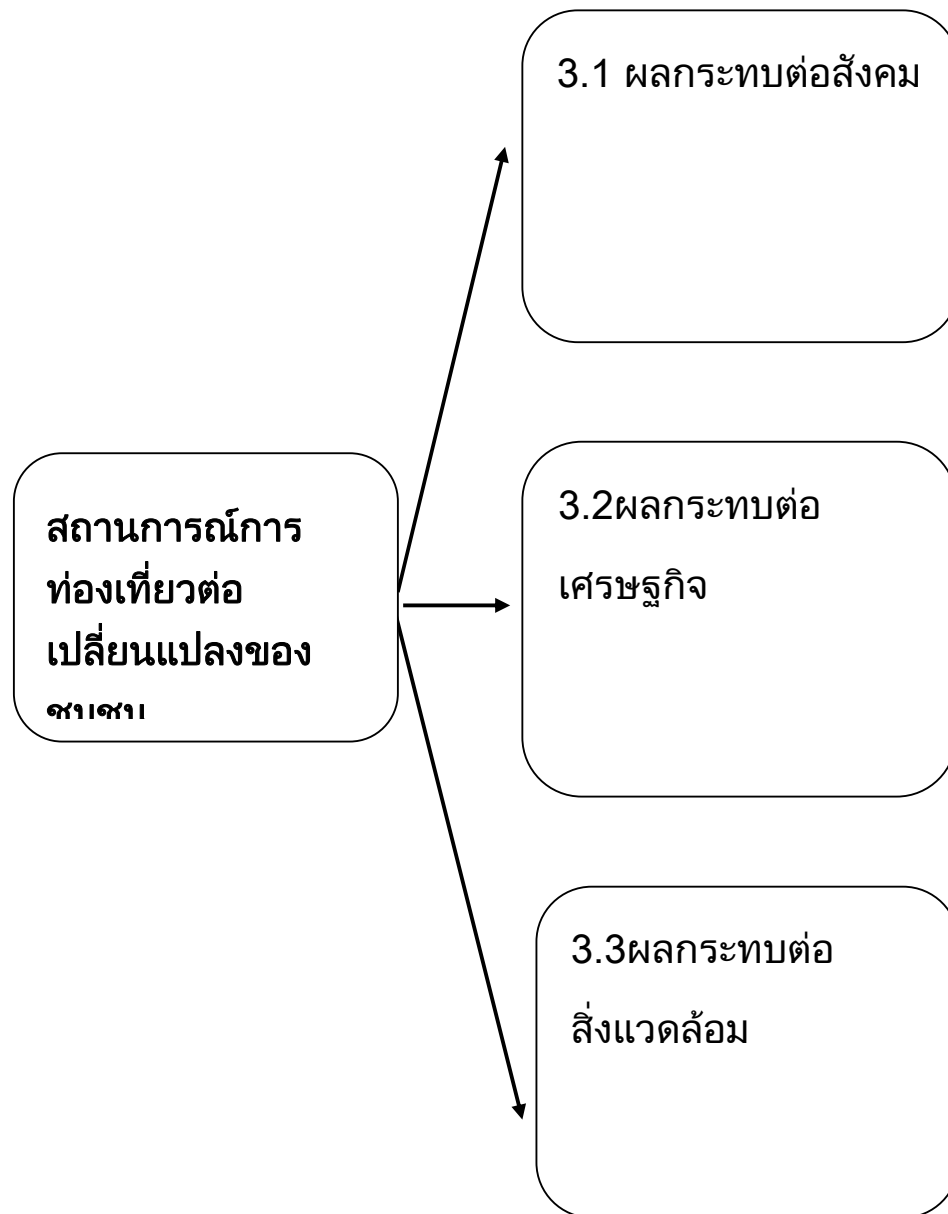 3.1 ผลกระทบต่อสังคม
สถานการณ์การ
ท่องเที่ยวต่อ
เปลี่ยนแปลงของ
3.2ผลกระทบต่อ
เศรษฐกิจ
3.3ผลกระทบต่อ
สิ่งแวดล้อม